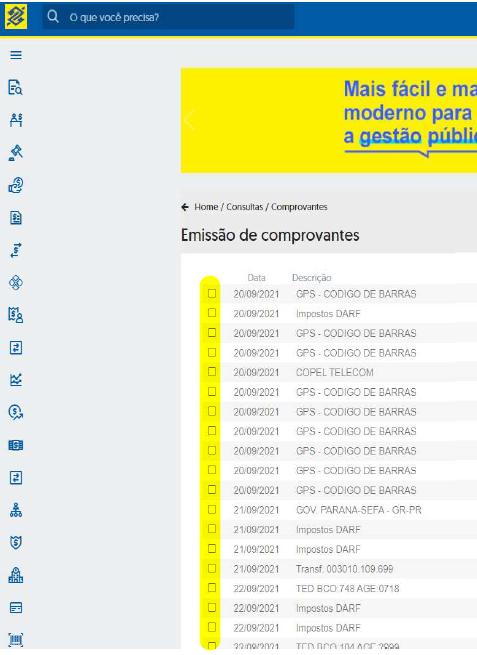 O que você precisa?
Mais fácil e ma
moderno para
a gestão públi
← Home / Consultas / Comprovantes
Emissão de comprovantes
Data Descrição
20/09/2021 GPS - CODIGO DE BARRAS
20/09/2021 Impostos DARF
20/09/2021 GPS - CODIGO DE BARRAS
20/09/2021 GPS - CODIGO DE BARRAS
20/09/2021 COPEL TELECOM
20/09/2021 GPS - CODIGO DE BARRAS
20/09/2021 GPS - CODIGO DE BARRAS
20/09/2021 GPS - CODIGO DE BARRAS
20/09/2021 GPS - CODIGO DE BARRAS
20/09/2021 GPS - CODIGO DE BARRAS
20/09/2021 GPS - CODIGO DE BARRAS
21/09/2021 GOV. PARANA-SEFA - GR-PR
21/09/2021 Impostos DARF
21/09/2021 Impostos DARF
21/09/2021 Transf. 003010.109.699
22/09/2021 TED BCO:748 AGE:0718
22/09/2021 Impostos DARF
22/09/2021 Impostos DARF
22/09/2021 TED BCO:104 AGE:2999